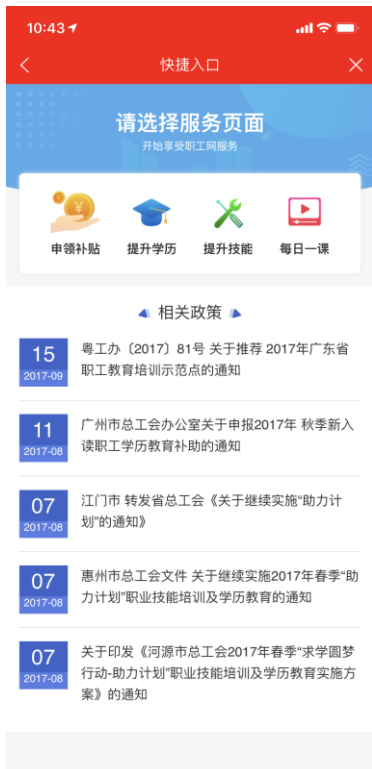 10:43
快捷入口
请选择服务页面
开始享受职工网服务
申领补贴 提升学历 提升技能 每日一课
相关政策
15
2017-09
粤工办〔2017〕81号 关于推荐 2017年广东省
职工教育培训示范点的通知
11
2017-08
广州市总工会办公室关于申报2017年 秋季新入
读职工学历教育补助的通知
07
2017-08
江门市 转发省总工会《关于继续实施“助力计
划”的通知》
07
2017-08
惠州市总工会文件 关于继续实施2017年春季“助
力计划”职业技能培训及学历教育的通知
07
2017-08
关于印发《河源市总工会2017年春季“求学圆梦
行动-助力计划”职业技能培训及学历教育实施方
案》的通知